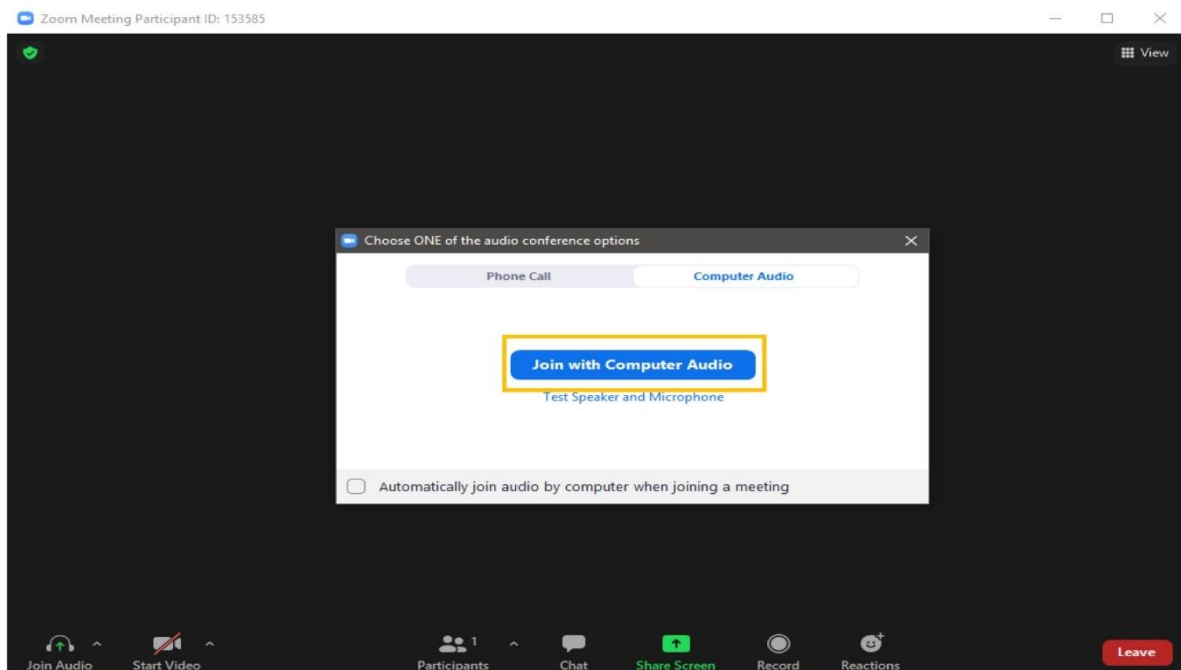 Zoom Meeting Participant ID: 153585
View
Choose ONE of the audio conference options
Phone Call Computer Audio
Join with Computer Audio
Test Speaker and Microphone
Automatically join audio by computer when joining a meeting
1
Join Audio Start Video Participants Chat Share Screen Record Reactions Leave